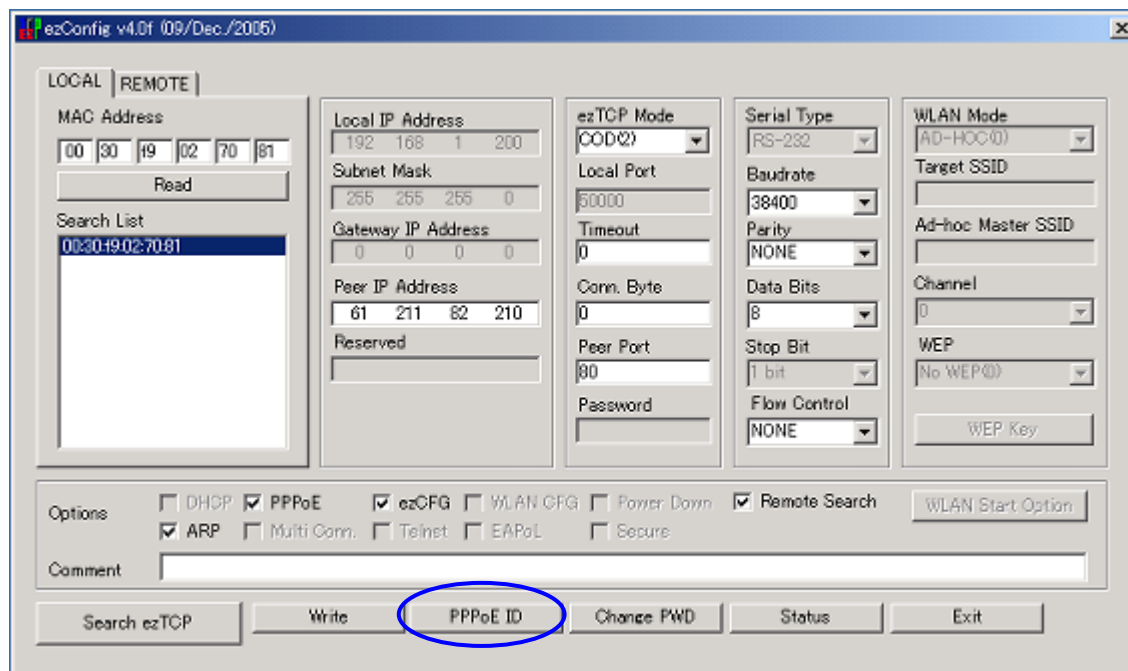 ezConfig v4.0f (09/Dec./2005)
LOCAL
REMOTE
MAC Address
00 30 f9 02 70 81
Read
Search List
00:30:f9:02:70:81
Local IP Address
192 168 1 200
Subnet Mask
255 255 255 0
Gateway IP Address
0 0 0 0
Peer IP Address
61 211 82 210
Reserved
ezTCP Mode
COD(2)
Local Port
50000
Timeout
0
Conn. Byte
0
Peer Port
80
Password
Serial Type
RS-232
Baudrate
38400
Parity
NONE
Data Bits
8
Stop Bit
1 bit
Flow Control
NONE
WLAN Mode
AD-HOC(0)
Target SSID
Ad-hoc Master SSID
Channel
0
WEP
No WEP(0)
WEP Key
Options
DHCP PPPoE ezCFG WLAN CFG Power Down Remote Search
WLAN Start Option
ARP Multi Conn. Telnet EAPoL Secure
Comment
Search ezTCP
Write
PPPoE ID
Change PWD
Status
Exit